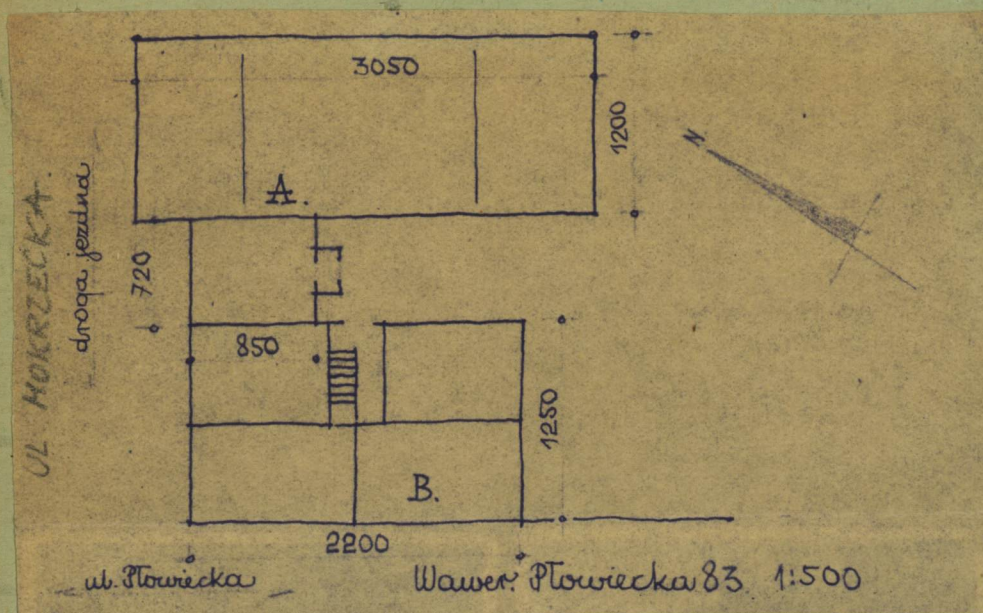 3050
1200
N
A.
UL. MOKRZECKA.
droga jezdna
720
850
1250
B.
2200
ul. Płowiecka
Wawer. Płowiecka 83 1:500